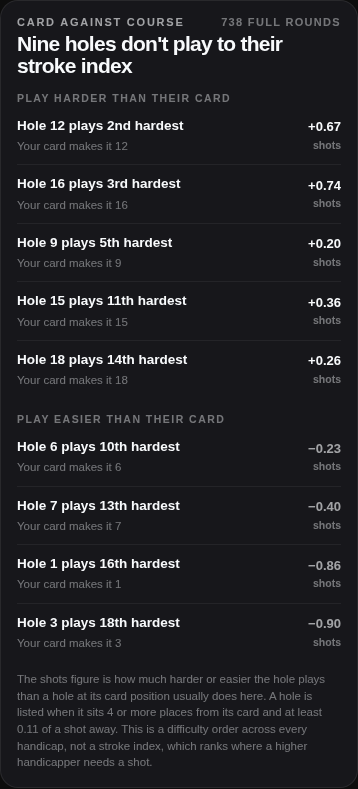 CARD AGAINST COURSE 738 FULL ROUNDS
Nine holes don't play to their
stroke index
PLAY HARDER THAN THEIR CARD
Hole 12 plays 2nd hardest +0.67
Your card makes it 12 shots
Hole 16 plays 3rd hardest +0.74
Your card makes it 16 shots
Hole 9 plays 5th hardest +0.20
Your card makes it 9 shots
Hole 15 plays 11th hardest +0.36
Your card makes it 15 shots
Hole 18 plays 14th hardest +0.26
Your card makes it 18 shots
PLAY EASIER THAN THEIR CARD
Hole 6 plays 10th hardest −0.23
Your card makes it 6 shots
Hole 7 plays 13th hardest −0.40
Your card makes it 7 shots
Hole 1 plays 16th hardest −0.86
Your card makes it 1 shots
Hole 3 plays 18th hardest −0.90
Your card makes it 3 shots
The shots figure is how much harder or easier the hole plays
than a hole at its card position usually does here. A hole is
listed when it sits 4 or more places from its card and at least
0.11 of a shot away. This is a difficulty order across every
handicap, not a stroke index, which ranks where a higher
handicapper needs a shot.